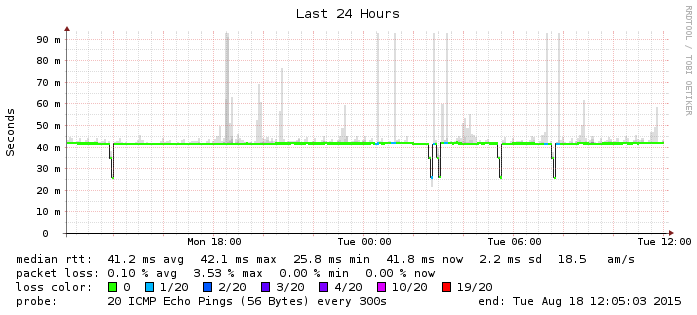 Last 24 Hours
RRDTOOL / TOBI OETIKER
Seconds
90 m
80 m
70 m
60 m
50 m
40 m
30 m
20 m
10 m
0
Mon 18:00 Tue 00:00 Tue 06:00 Tue 12:00
median rtt: 41.2 ms avg 42.1 ms max 25.8 ms min 41.8 ms now 2.2 ms sd 18.5 am/s
packet loss: 0.10 % avg 3.53 % max 0.00 % min 0.00 % now
loss color: 0 1/20 2/20 3/20 4/20 10/20 19/20
probe: 20 ICMP Echo Pings (56 Bytes) every 300s end: Tue Aug 18 12:05:03 2015